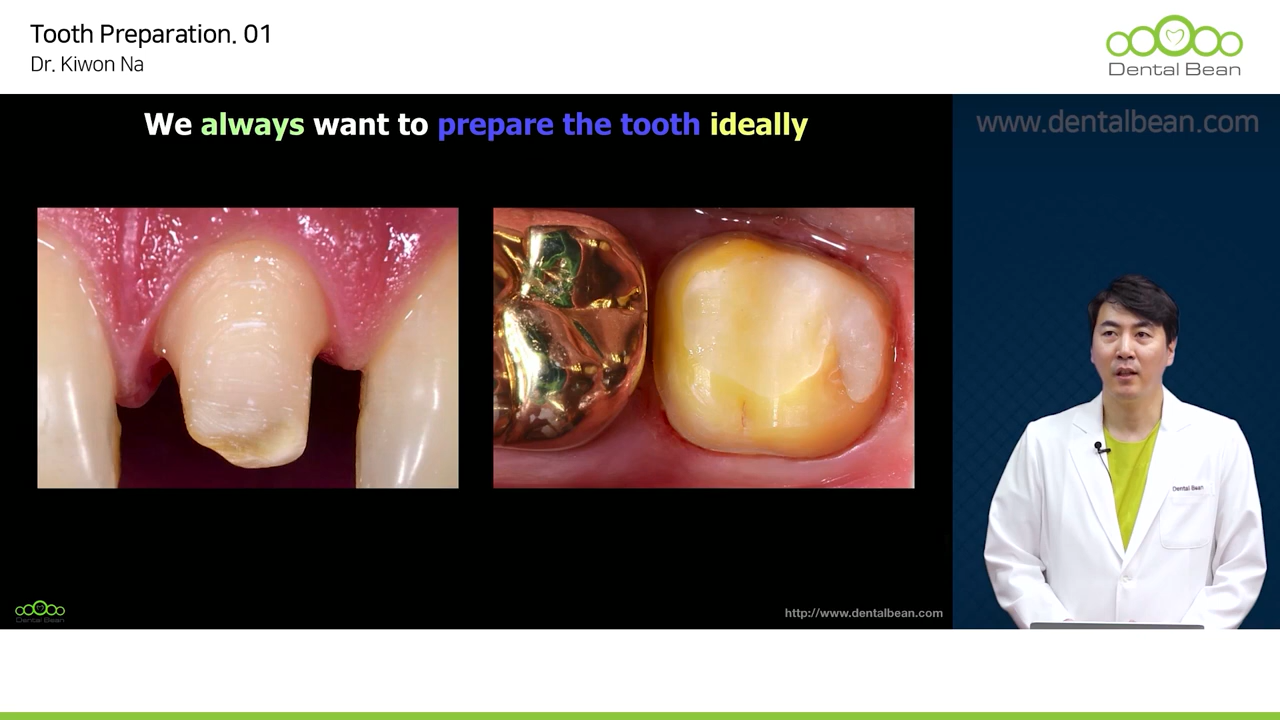 Tooth Preparation. 01
Dr. Kiwon Na
Dental Bean
We always want to prepare the tooth ideally
www.dentalbean.com
Dental Bean
Dental Bean
http://www.dentalbean.com